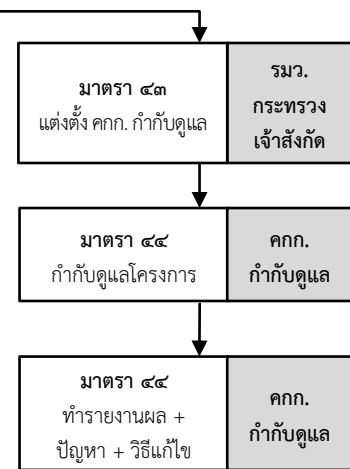 มาตรา ๔๓
แต่งตั้ง คกก. กำกับดูแล
รมว.
กระทรวง
เจ้าสังกัด
มาตรา ๔๔
กำกับดูแลโครงการ
คกก.
กำกับดูแล
มาตรา ๔๔
ทำรายงานผล +
ปัญหา + วิธีแก้ไข
คกก.
กำกับดูแล